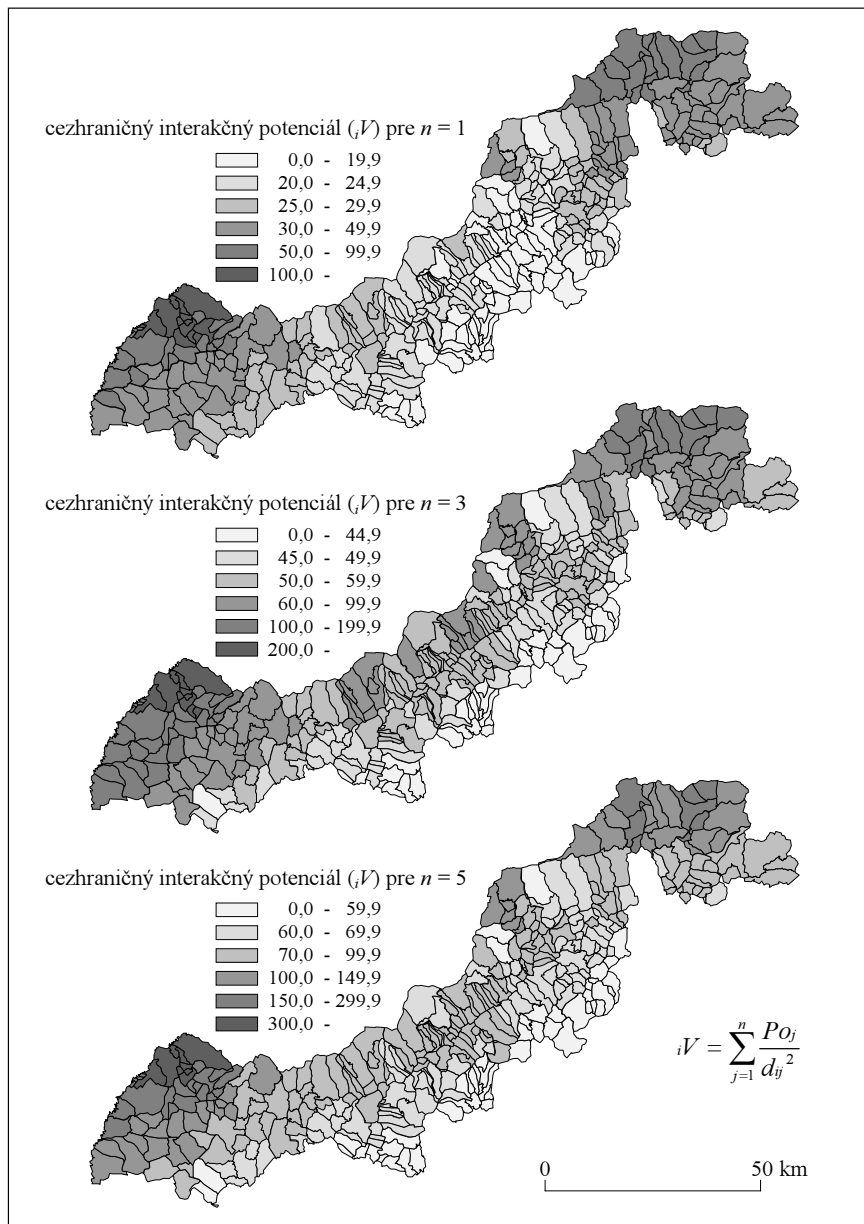 cezhraničný interakčný potenciál (ᵢV) pre n = 1
0,0 - 19,9
20,0 - 24,9
25,0 - 29,9
30,0 - 49,9
50,0 - 99,9
100,0 -
cezhraničný interakčný potenciál (ᵢV) pre n = 3
0,0 - 44,9
45,0 - 49,9
50,0 - 59,9
60,0 - 99,9
100,0 - 199,9
200,0 -
cezhraničný interakčný potenciál (ᵢV) pre n = 5
0,0 - 59,9
60,0 - 69,9
70,0 - 99,9
100,0 - 149,9
150,0 - 299,9
300,0 -
ᵢV = ∑ⁿⱼ₌₁ Poⱼ / dᵢⱼ²
0 50 km